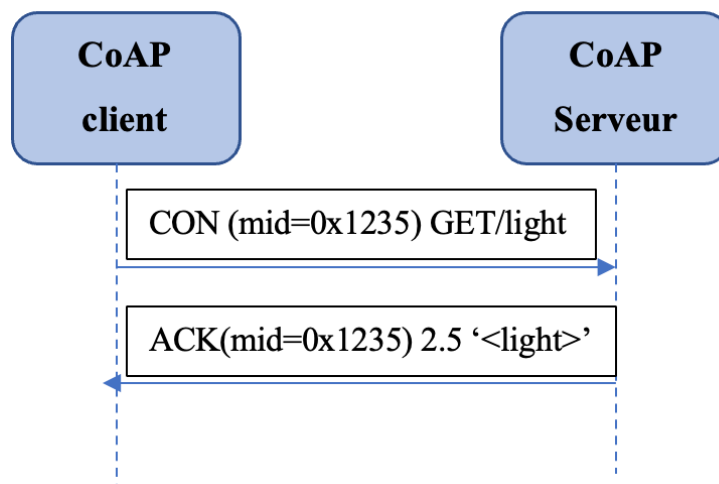 CoAP
client
CoAP
Serveur
CON (mid=0x1235) GET/light
ACK(mid=0x1235) 2.5 ‘<light>’